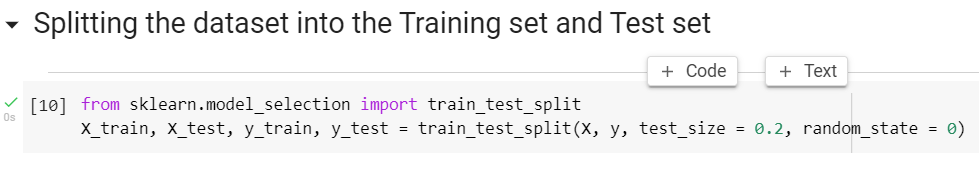 Splitting the dataset into the Training set and Test set
+ Code + Text
[10] from sklearn.model_selection import train_test_split
0s
X_train, X_test, y_train, y_test = train_test_split(X, y, test_size = 0.2, random_state = 0)